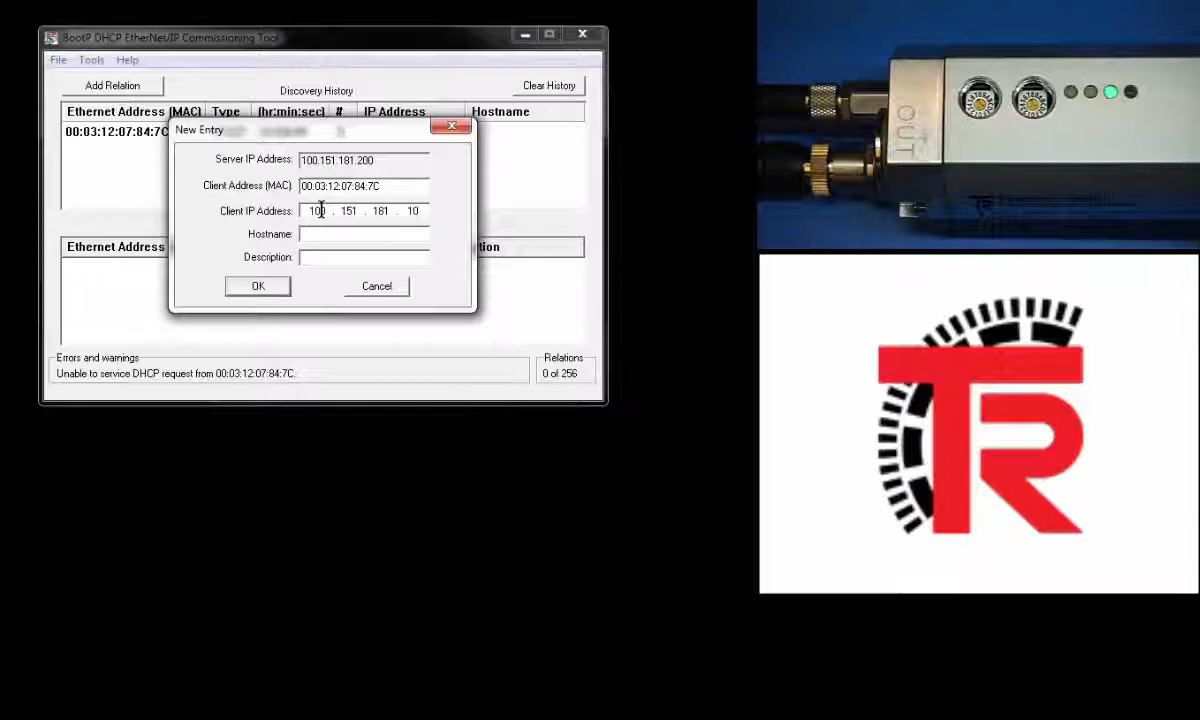 BootP DHCP EtherNet/IP Commissioning Tool
File Tools Help
Add Relation
Discovery History
Clear History
Ethernet Address (MAC) Type (hr:min:sec) # IP Address Hostname
00:03:12:07:84:7C
New Entry
Server IP Address: 100.151.181.200
Client Address (MAC): 00:03:12:07:84:7C
Client IP Address: 100 . 151 . 181 . 10
Hostname:
Description:
OK Cancel
Ethernet Address
Errors and warnings
Unable to service DHCP request from 00:03:12:07:84:7C.
Relations
0 of 256
OUT
TR